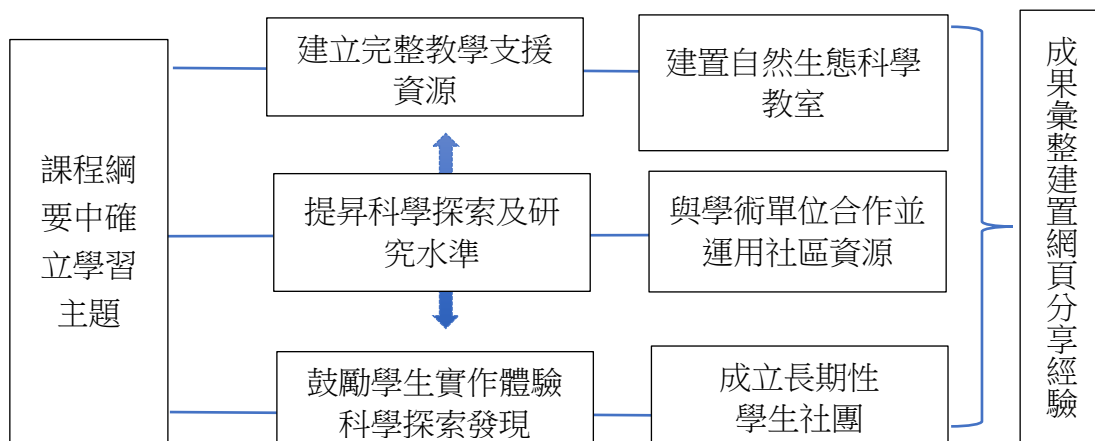 課程綱
要中確
立學習
主題
建立完整教學支援
資源
建置自然生態科學
教室
提昇科學探索及研
究水準
與學術單位合作並
運用社區資源
鼓勵學生實作體驗
科學探索發現
成立長期性
學生社團
成果彙整建置網頁分享經驗